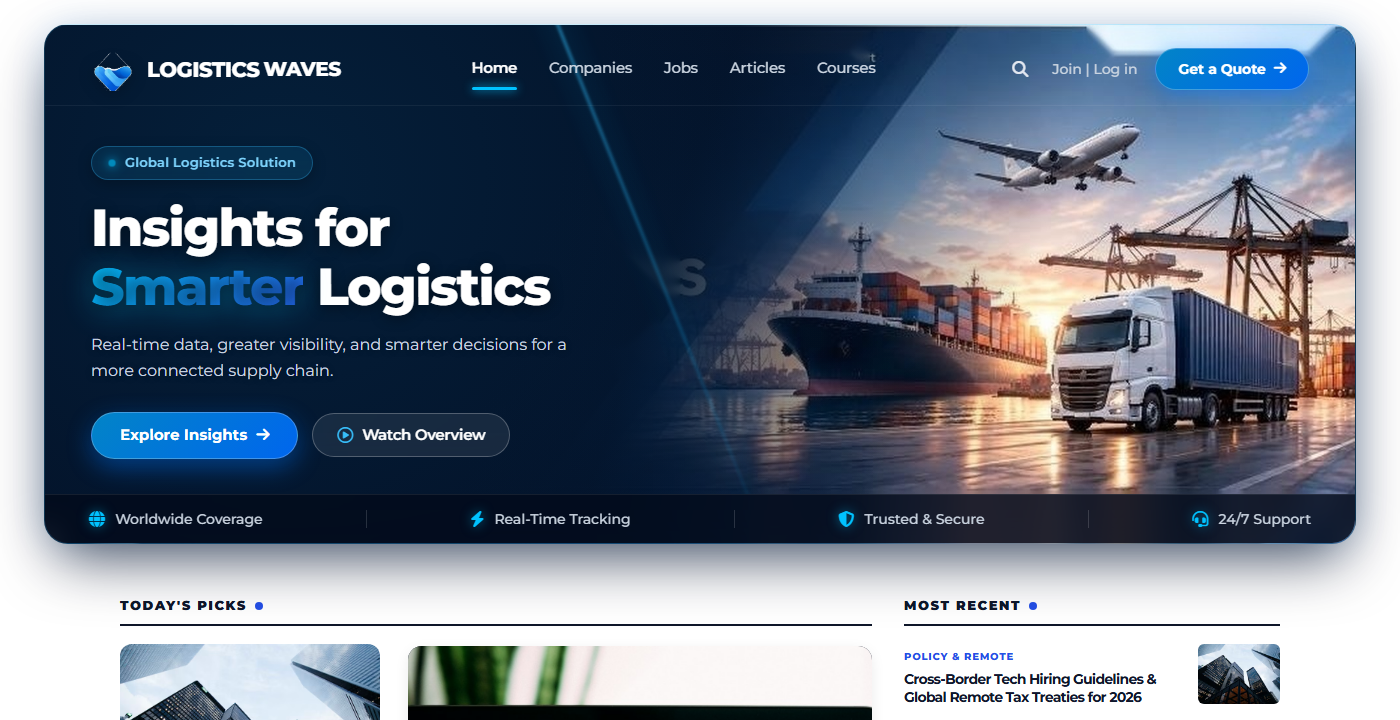 LOGISTICS WAVES
Home
Companies
Jobs
Articles
Courses
Join | Log in
Get a Quote
Global Logistics Solution
Insights for
Smarter Logistics
Real-time data, greater visibility, and smarter decisions for a
more connected supply chain.
Explore Insights
Watch Overview
Worldwide Coverage
Real-Time Tracking
Trusted & Secure
24/7 Support
TODAY'S PICKS
MOST RECENT
POLICY & REMOTE
Cross-Border Tech Hiring Guidelines &
Global Remote Tax Treaties for 2026